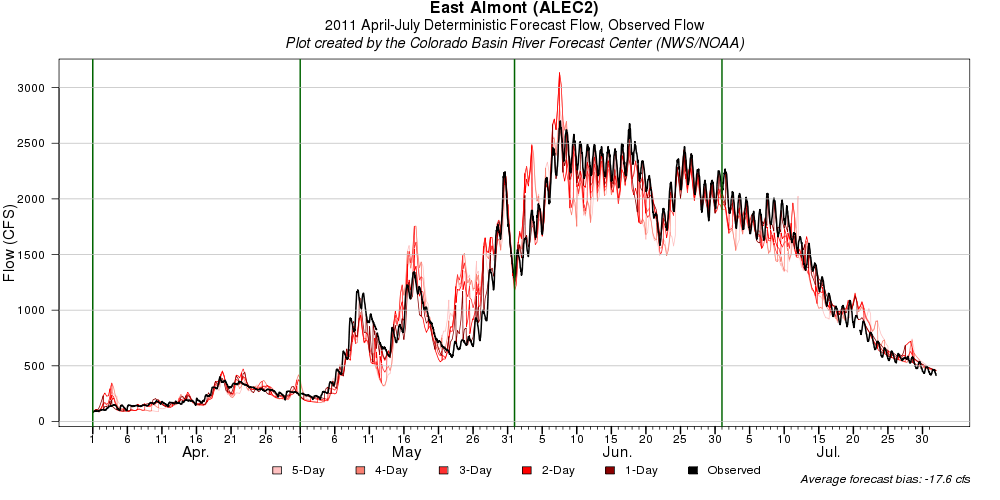 East Almont (ALEC2)
2011 April-July Deterministic Forecast Flow, Observed Flow
Plot created by the Colorado Basin River Forecast Center (NWS/NOAA)
3000
2500
2000
1500
1000
500
0
Flow (CFS)
1 6 11 16 21 26 1 6 11 16 21 26 31 5 10 15 20 25 30 5 10 15 20 25 30
Apr. May Jun. Jul.
5-Day 4-Day 3-Day 2-Day 1-Day Observed
Average forecast bias: -17.6 cfs